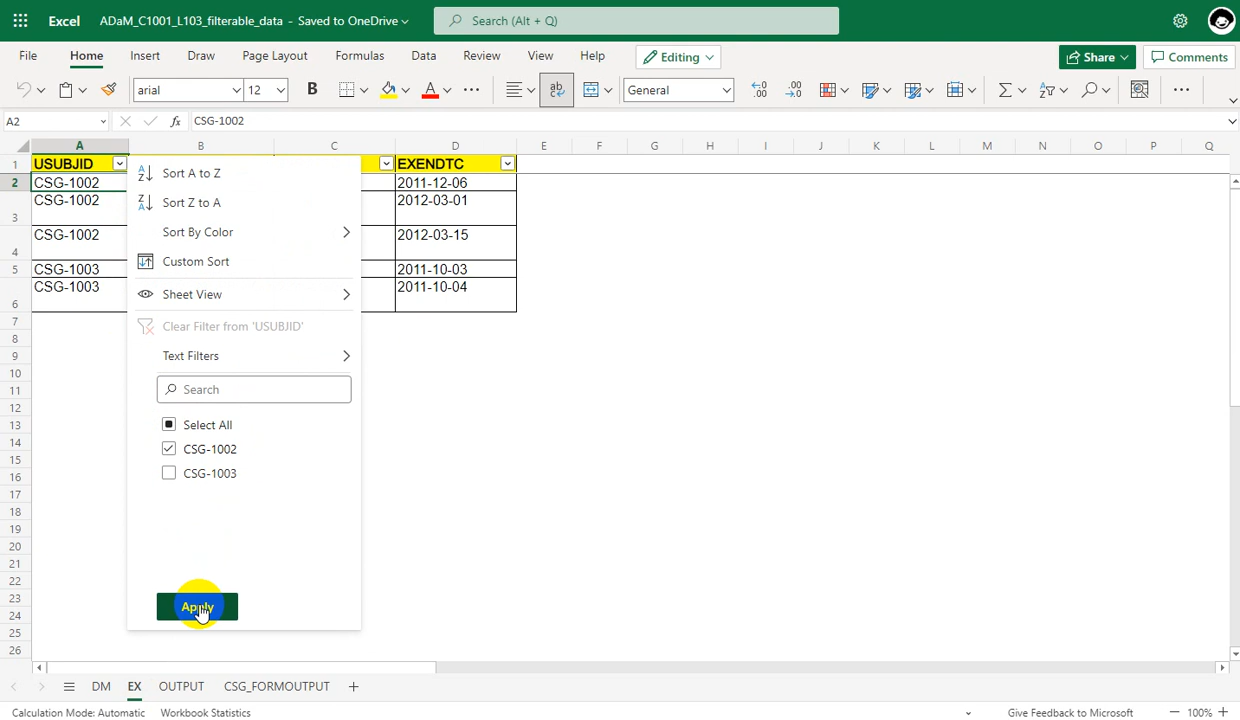 Excel ADaM_C1001_L103_filterable_data - Saved to OneDrive Search (Alt + Q)
File Home Insert Draw Page Layout Formulas Data Review View Help Editing Share Comments
arial 12 B A ab General .00 .00
A2 fx CSG-1002
A B C D E F G H I J K L M N O P Q
1 USUBJID EXENDTC
2 CSG-1002 2011-12-06
3 CSG-1002 2012-03-01
4 CSG-1002 2012-03-15
5 CSG-1003 2011-10-03
6 CSG-1003 2011-10-04
7
8
9
10
11
12
13
14
15
16
17
18
19
20
21
22
23
24
25
26
Sort A to Z
Sort Z to A
Sort By Color
Custom Sort
Sheet View
Clear Filter from 'USUBJID'
Text Filters
Search
Select All
CSG-1002
CSG-1003
Apply
DM EX OUTPUT CSG_FORMOUTPUT
Calculation Mode: Automatic Workbook Statistics Give Feedback to Microsoft 100%